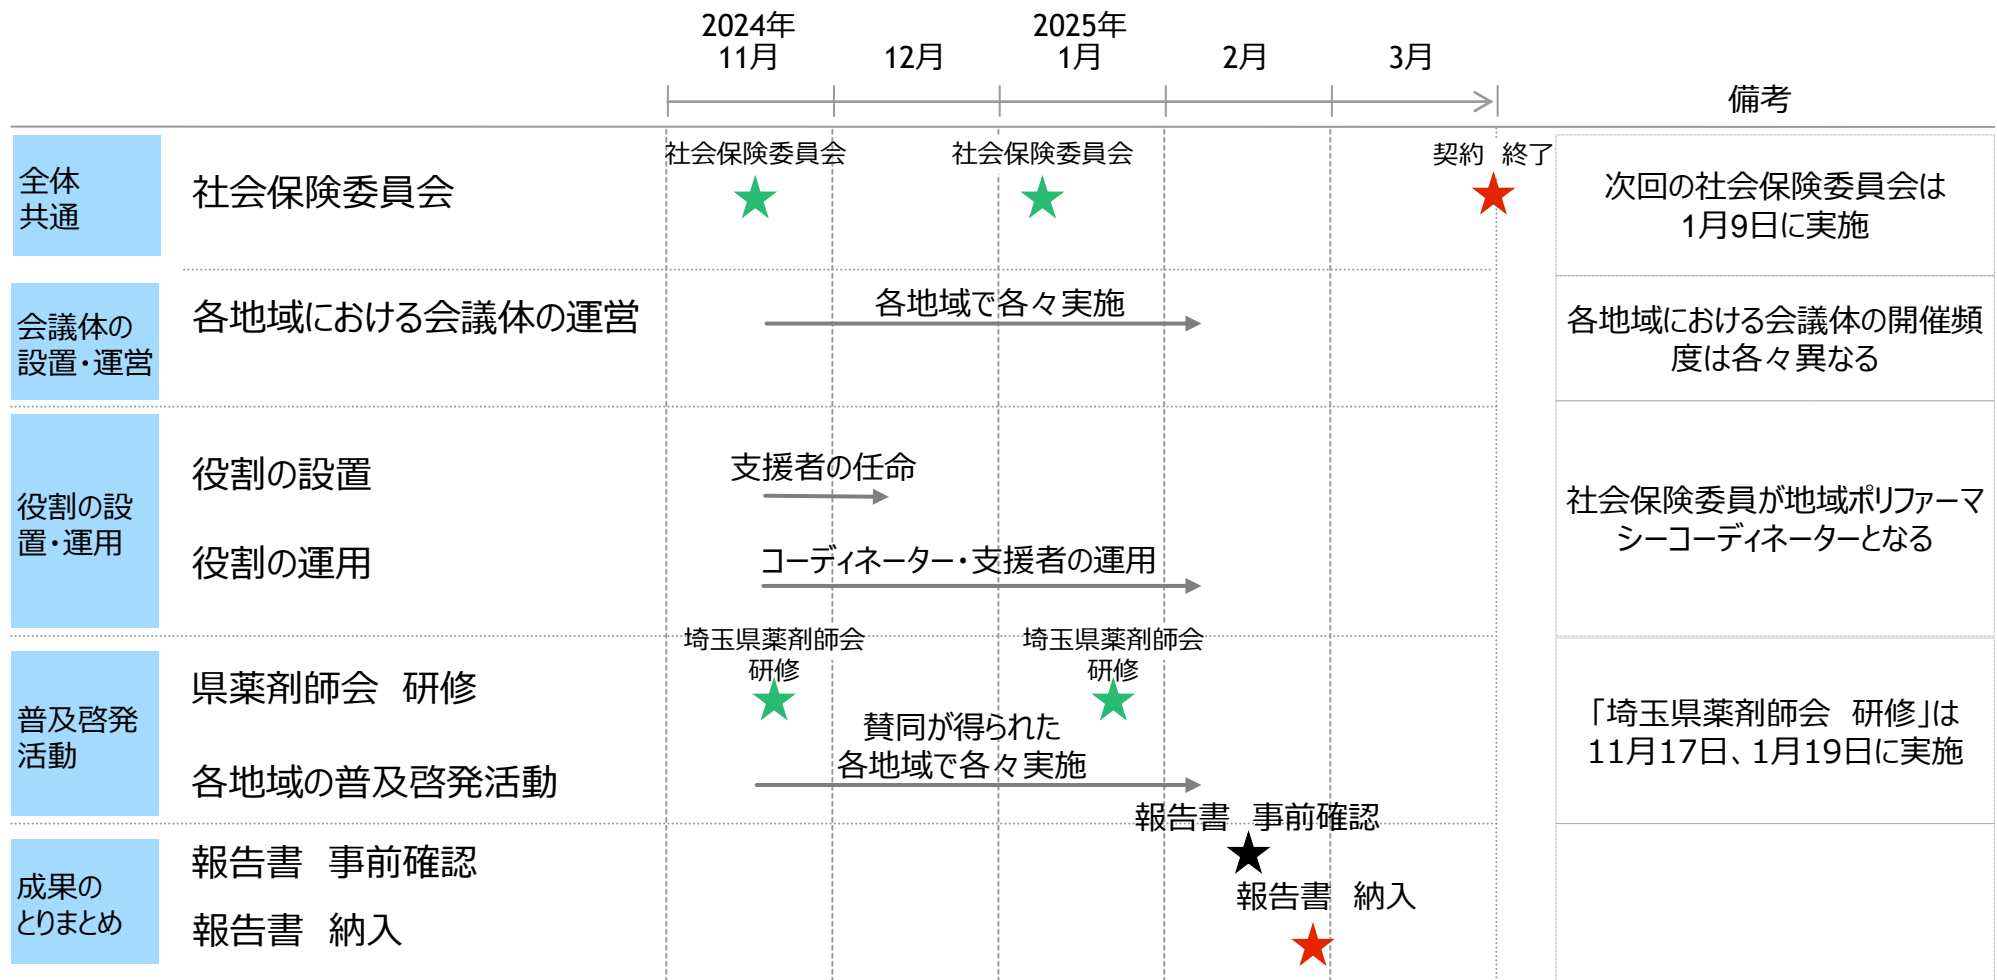 2024年
11月
12月
2025年
1月
2月
3月
備考
全体
共通
社会保険委員会
社会保険委員会
社会保険委員会
契約　終了
次回の社会保険委員会は
1月9日に実施
会議体の
設置・運営
各地域における会議体の運営
各地域で各々実施
各地域における会議体の開催頻
度は各々異なる
役割の設
置・運用
役割の設置
支援者の任命
役割の運用
コーディネーター・支援者の運用
社会保険委員が地域ポリファーマ
シーコーディネーターとなる
普及啓発
活動
県薬剤師会　研修
埼玉県薬剤師会
研修
埼玉県薬剤師会
研修
各地域の普及啓発活動
賛同が得られた
各地域で各々実施
「埼玉県薬剤師会　研修」は
11月17日、1月19日に実施
成果の
とりまとめ
報告書　事前確認
報告書　事前確認
報告書　納入
報告書　納入